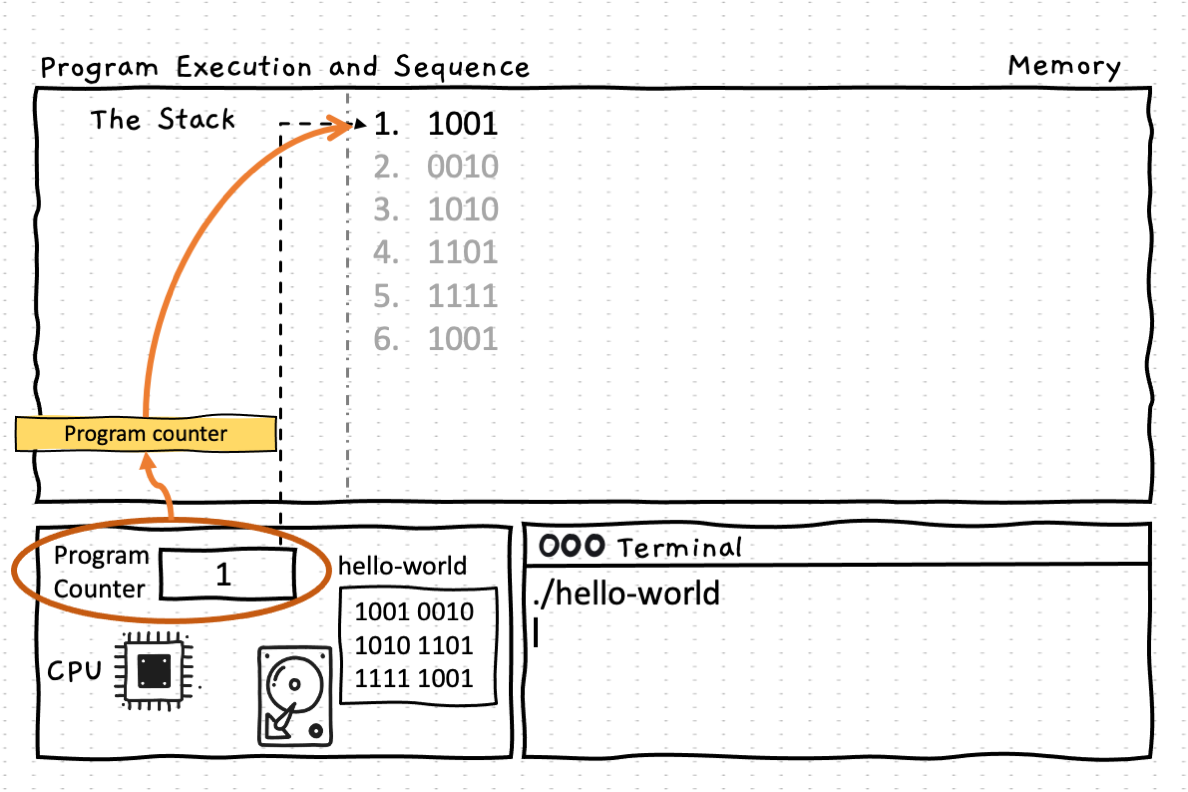 Program Execution and Sequence
Memory
The Stack
1. 1001
2. 0010
3. 1010
4. 1101
5. 1111
6. 1001
Program counter
Program
Counter
1
hello-world
1001 0010
1010 1101
1111 1001
CPU
Terminal
./hello-world